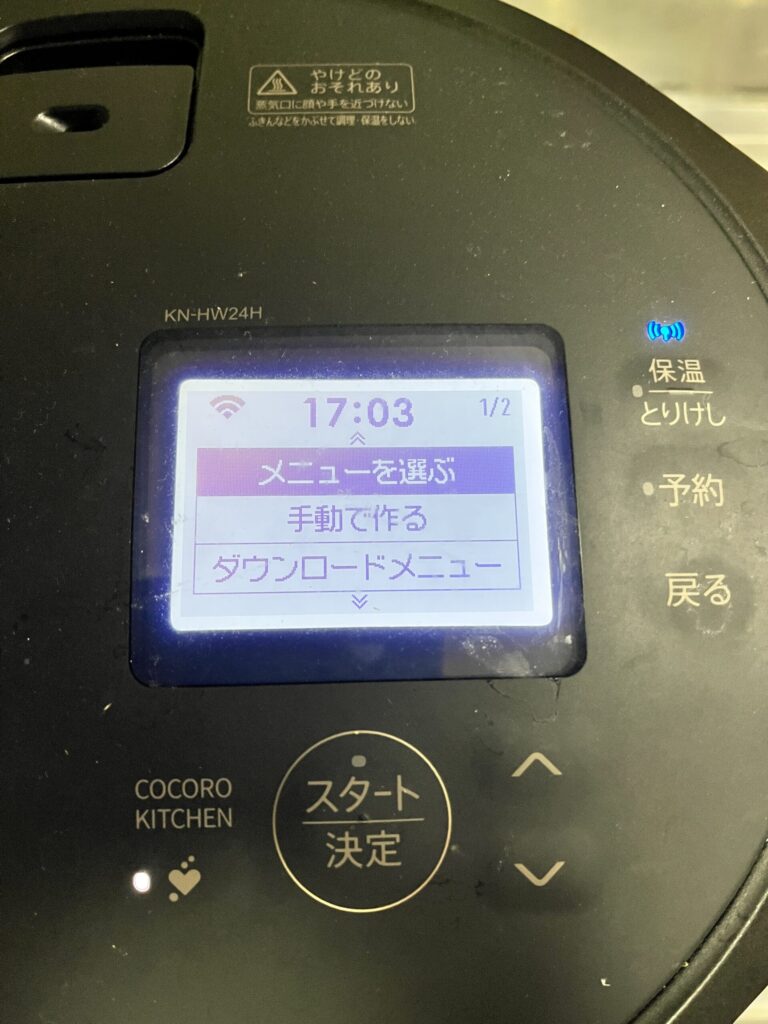 やけどの
おそれあり
蒸気口に顔や手を近づけない
ふきんなどをかぶせて調理・保温をしない
KN-HW24H
17:03 1/2
メニューを選ぶ
手動で作る
ダウンロードメニュー
保温
とりけし
予約
戻る
COCORO
KITCHEN
スタート
決定